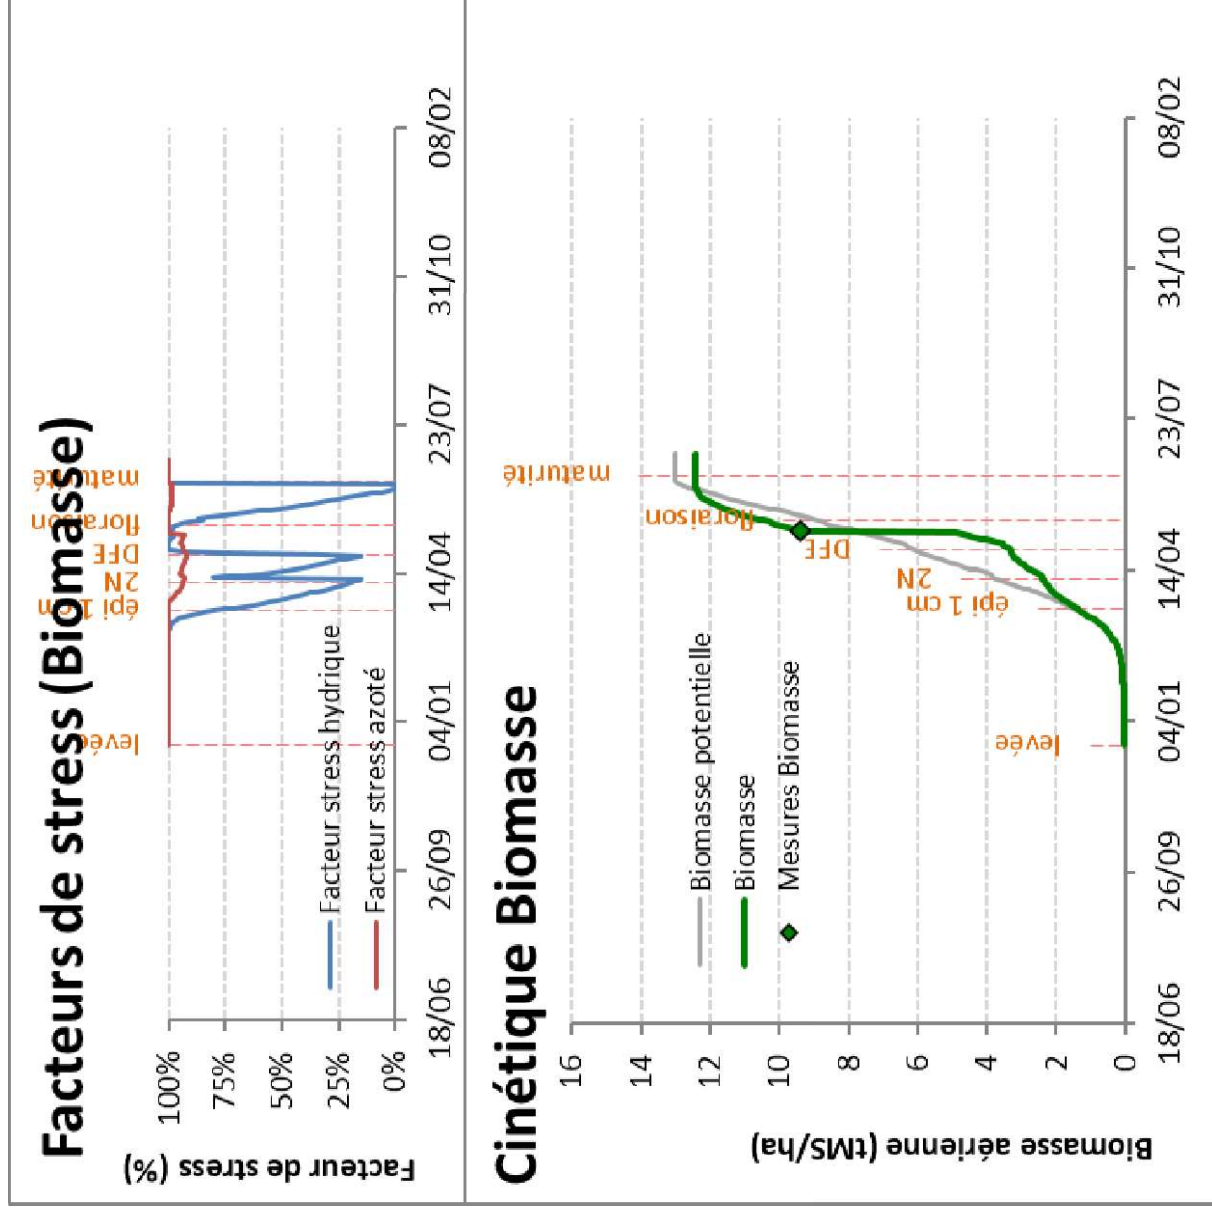 Facteurs de stress (Biomasse)
Facteur de stress (%)
100%
75%
50%
25%
0%
levée
épi 1 cm
2N
DFE
floraison
maturité
Facteur stress hydrique
Facteur stress azoté
18/06
26/09
04/01
14/04
23/07
31/10
08/02
Cinétique Biomasse
Biomasse aérienne (tMS/ha)
16
14
12
10
8
6
4
2
0
Biomasse potentielle
Biomasse
Mesures Biomasse
levée
épi 1 cm
2N
DFE
floraison
maturité
18/06
26/09
04/01
14/04
23/07
31/10
08/02